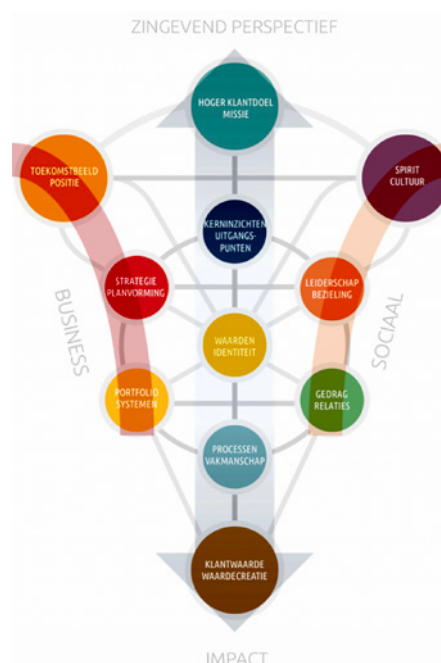 ZINGEVEND PERSPECTIEF
HOGER KLANTDOEL
MISSIE
TOEKOMSTBEELD
POSITIE
SPIRIT
CULTUUR
KERNINZICHTEN
UITGANGS-
PUNTEN
STRATEGIE
PLANVORMING
LEIDERSCHAP
BEZIELING
BUSINESS
SOCIAAL
WAARDEN
IDENTITEIT
PORTFOLIO
SYSTEMEN
GEDRAG
RELATIES
PROCESSEN
VAKMANSCHAP
KLANTWAARDE
WAARDECREATIE
IMPACT